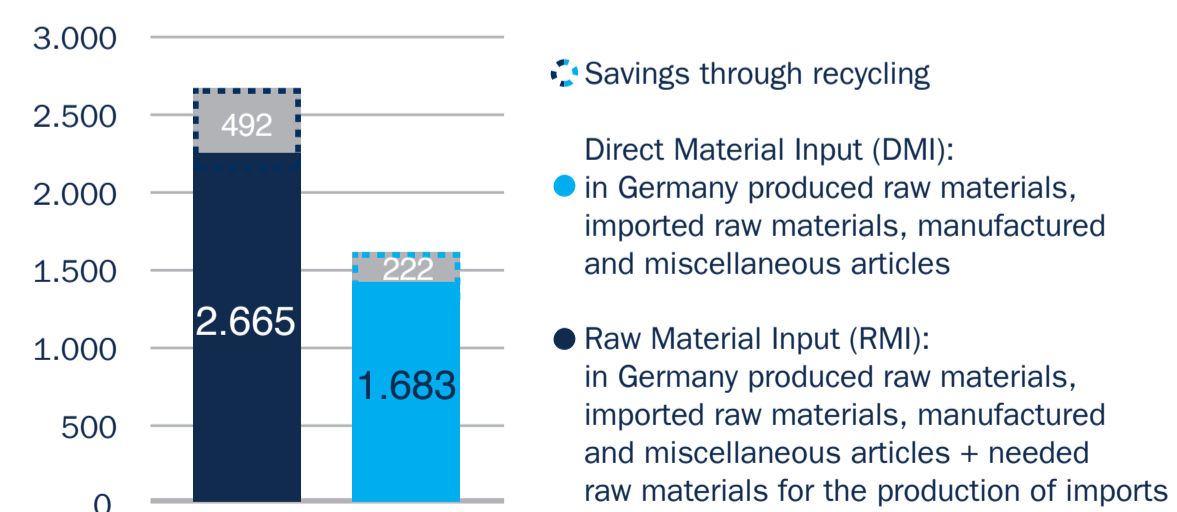 3.000
2.500
2.000
1.500
1.000
500
0
492
2.665
222
1.683
Savings through recycling
Direct Material Input (DMI):
in Germany produced raw materials,
imported raw materials, manufactured
and miscellaneous articles
Raw Material Input (RMI):
in Germany produced raw materials,
imported raw materials, manufactured
and miscellaneous articles + needed
raw materials for the production of imports